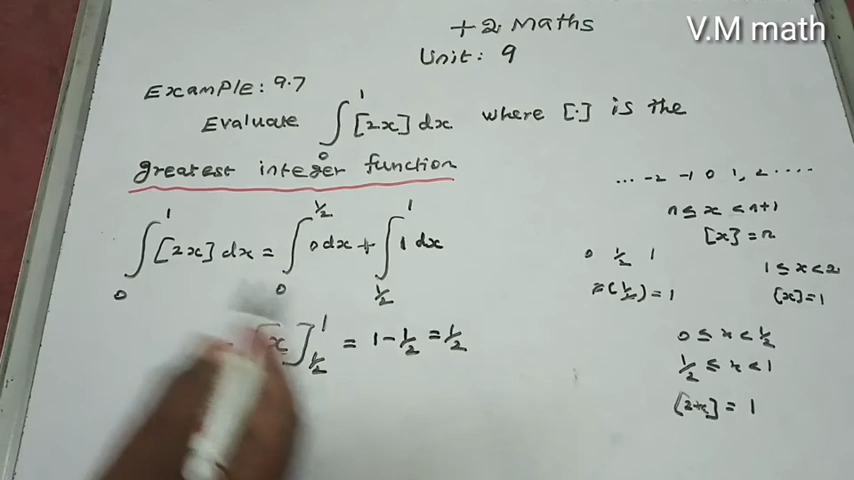 +2 Maths
V.M math
Unit: 9
Example: 9.7
Evaluate ∫₀¹ [2x] dx where [·] is the
greatest integer function
∫₀¹ [2x] dx = ∫₀^½ 0 dx + ∫_½¹ 1 dx
x]_½¹ = 1 - ½ = ½
... -2 -1 0 1, 2 ....
n ≤ x < n+1
[x] = n
0 ½ 1
(½) = 1
1 ≤ x < 2
[x] = 1
0 ≤ x < ½
½ ≤ x < 1
[2x] = 1